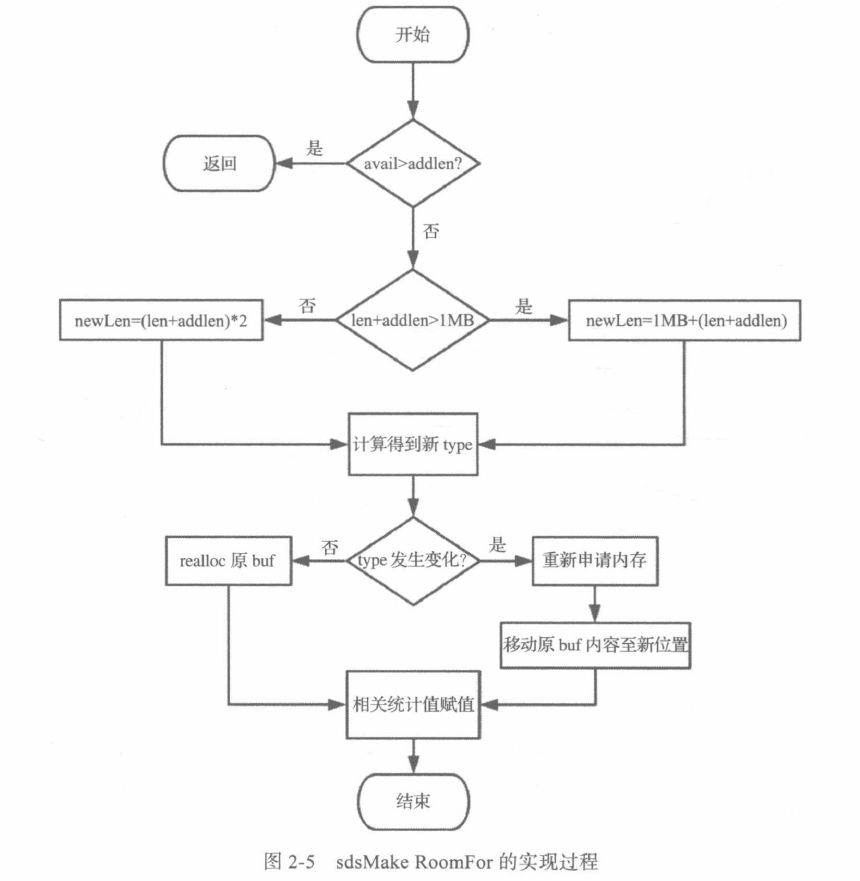 开始
avail>addlen?
是
返回
否
len+addlen>1MB
否
newLen=(len+addlen)*2
是
newLen=1MB+(len+addlen)
计算得到新 type
type 发生变化?
否
realloc 原 buf
是
重新申请内存
移动原 buf 内容至新位置
相关统计值赋值
结束
图 2-5 sdsMake RoomFor 的实现过程